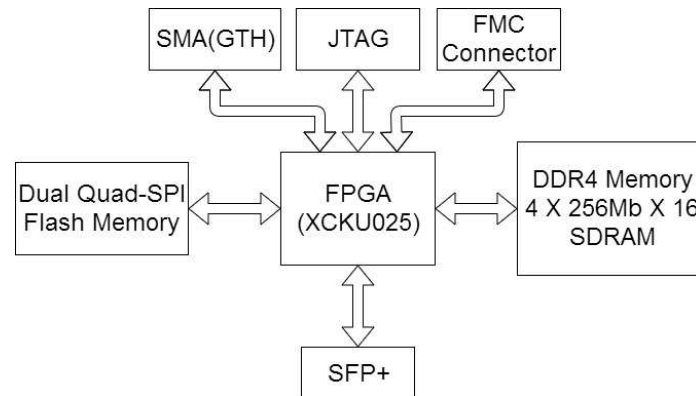 SMA(GTH)
JTAG
FMC
Connector
Dual Quad-SPI
Flash Memory
FPGA
(XCKU025)
DDR4 Memory
4 X 256Mb X 16
SDRAM
SFP+